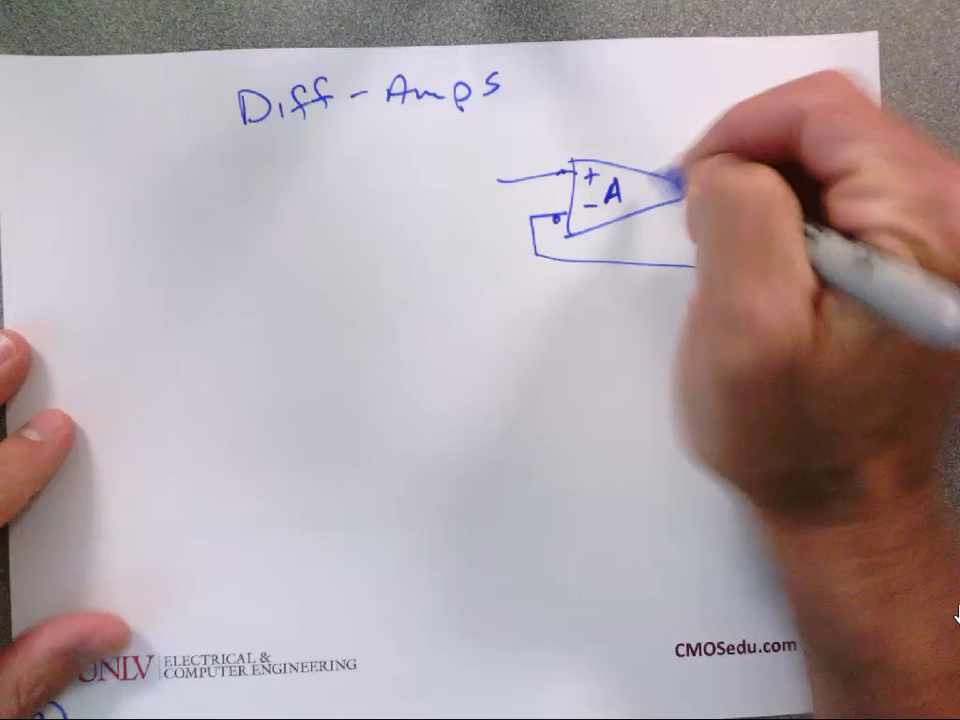 Diff-Amps
+
- A
UNLV | ELECTRICAL &
COMPUTER ENGINEERING
CMOSedu.com